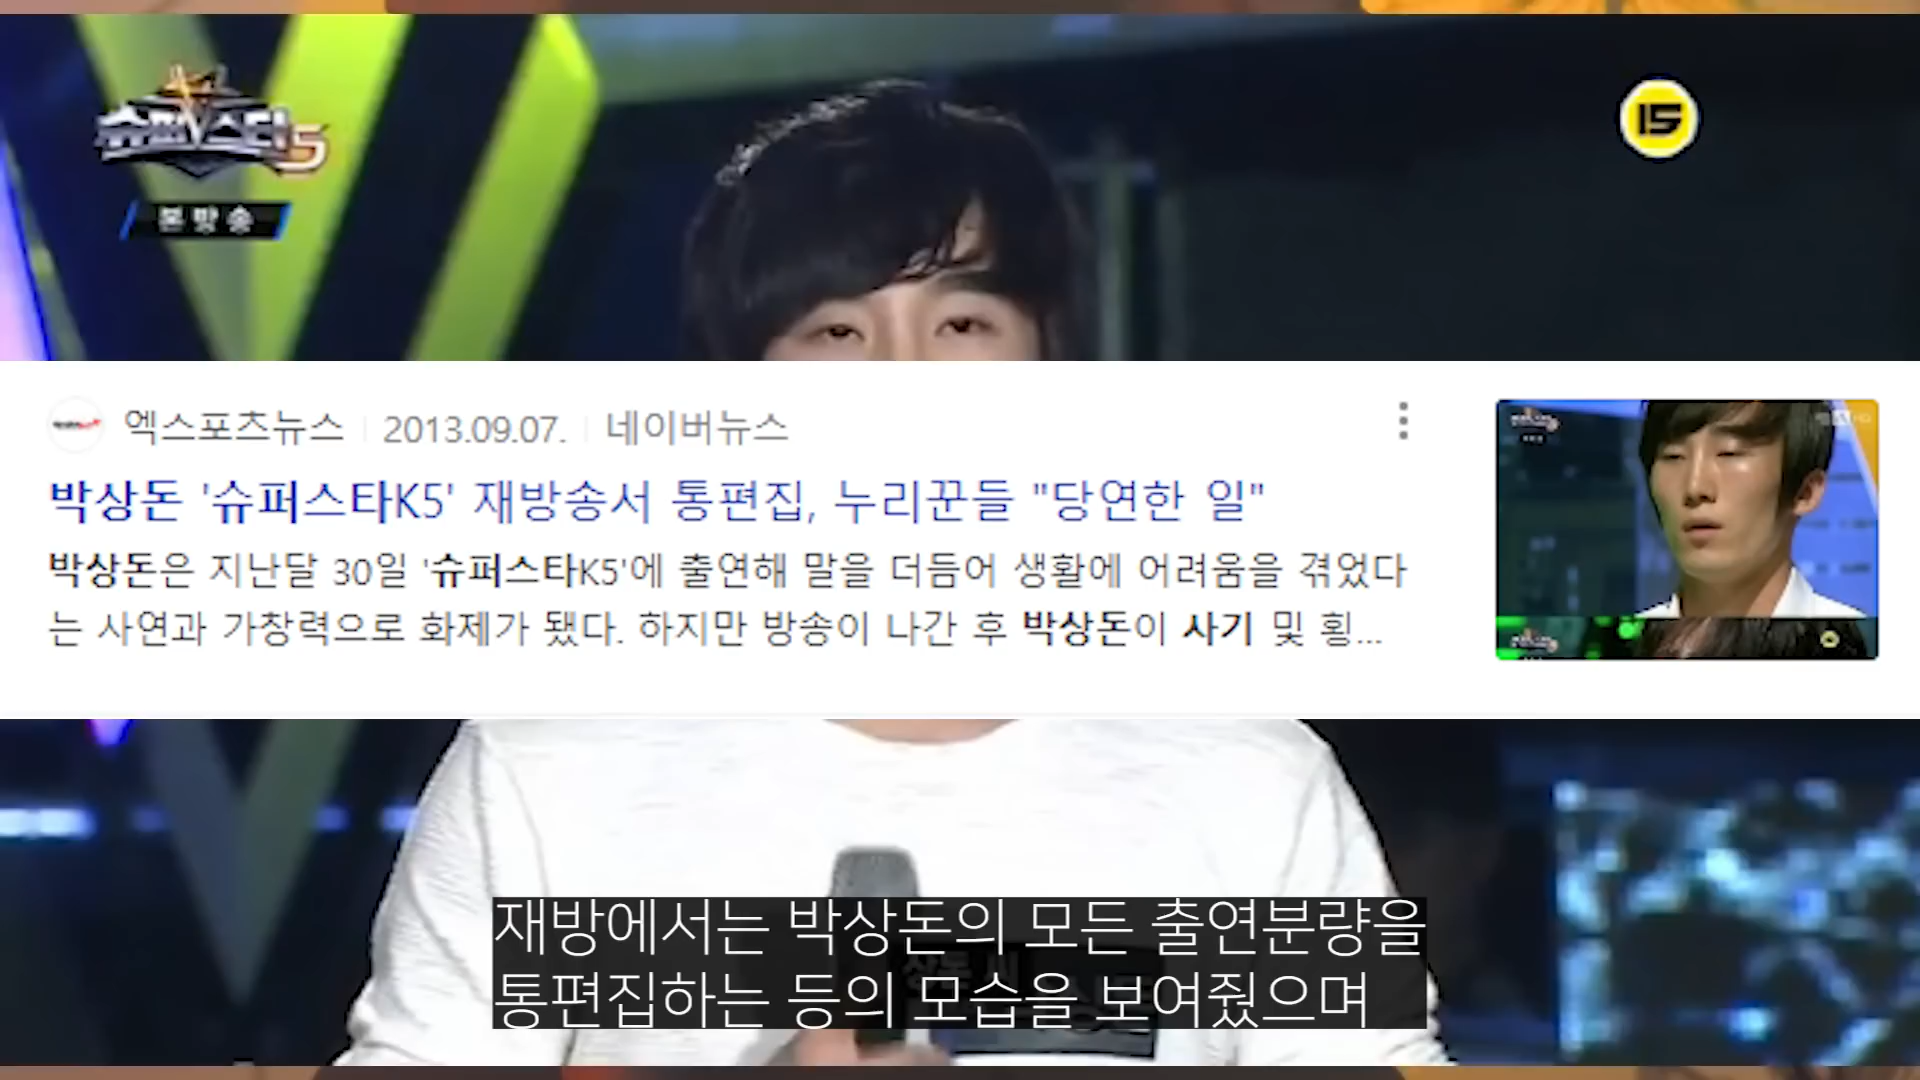 슈퍼스타 5
본방송
15
엑스포츠뉴스 2013.09.07. 네이버뉴스
박상돈 '슈퍼스타K5' 재방송서 통편집, 누리꾼들 "당연한 일"
박상돈은 지난달 30일 '슈퍼스타K5'에 출연해 말을 더듬어 생활에 어려움을 겪었다
는 사연과 가창력으로 화제가 됐다. 하지만 방송이 나간 후 박상돈이 사기 및 횡...
재방에서는 박상돈의 모든 출연분량을
통편집하는 등의 모습을 보여줬으며